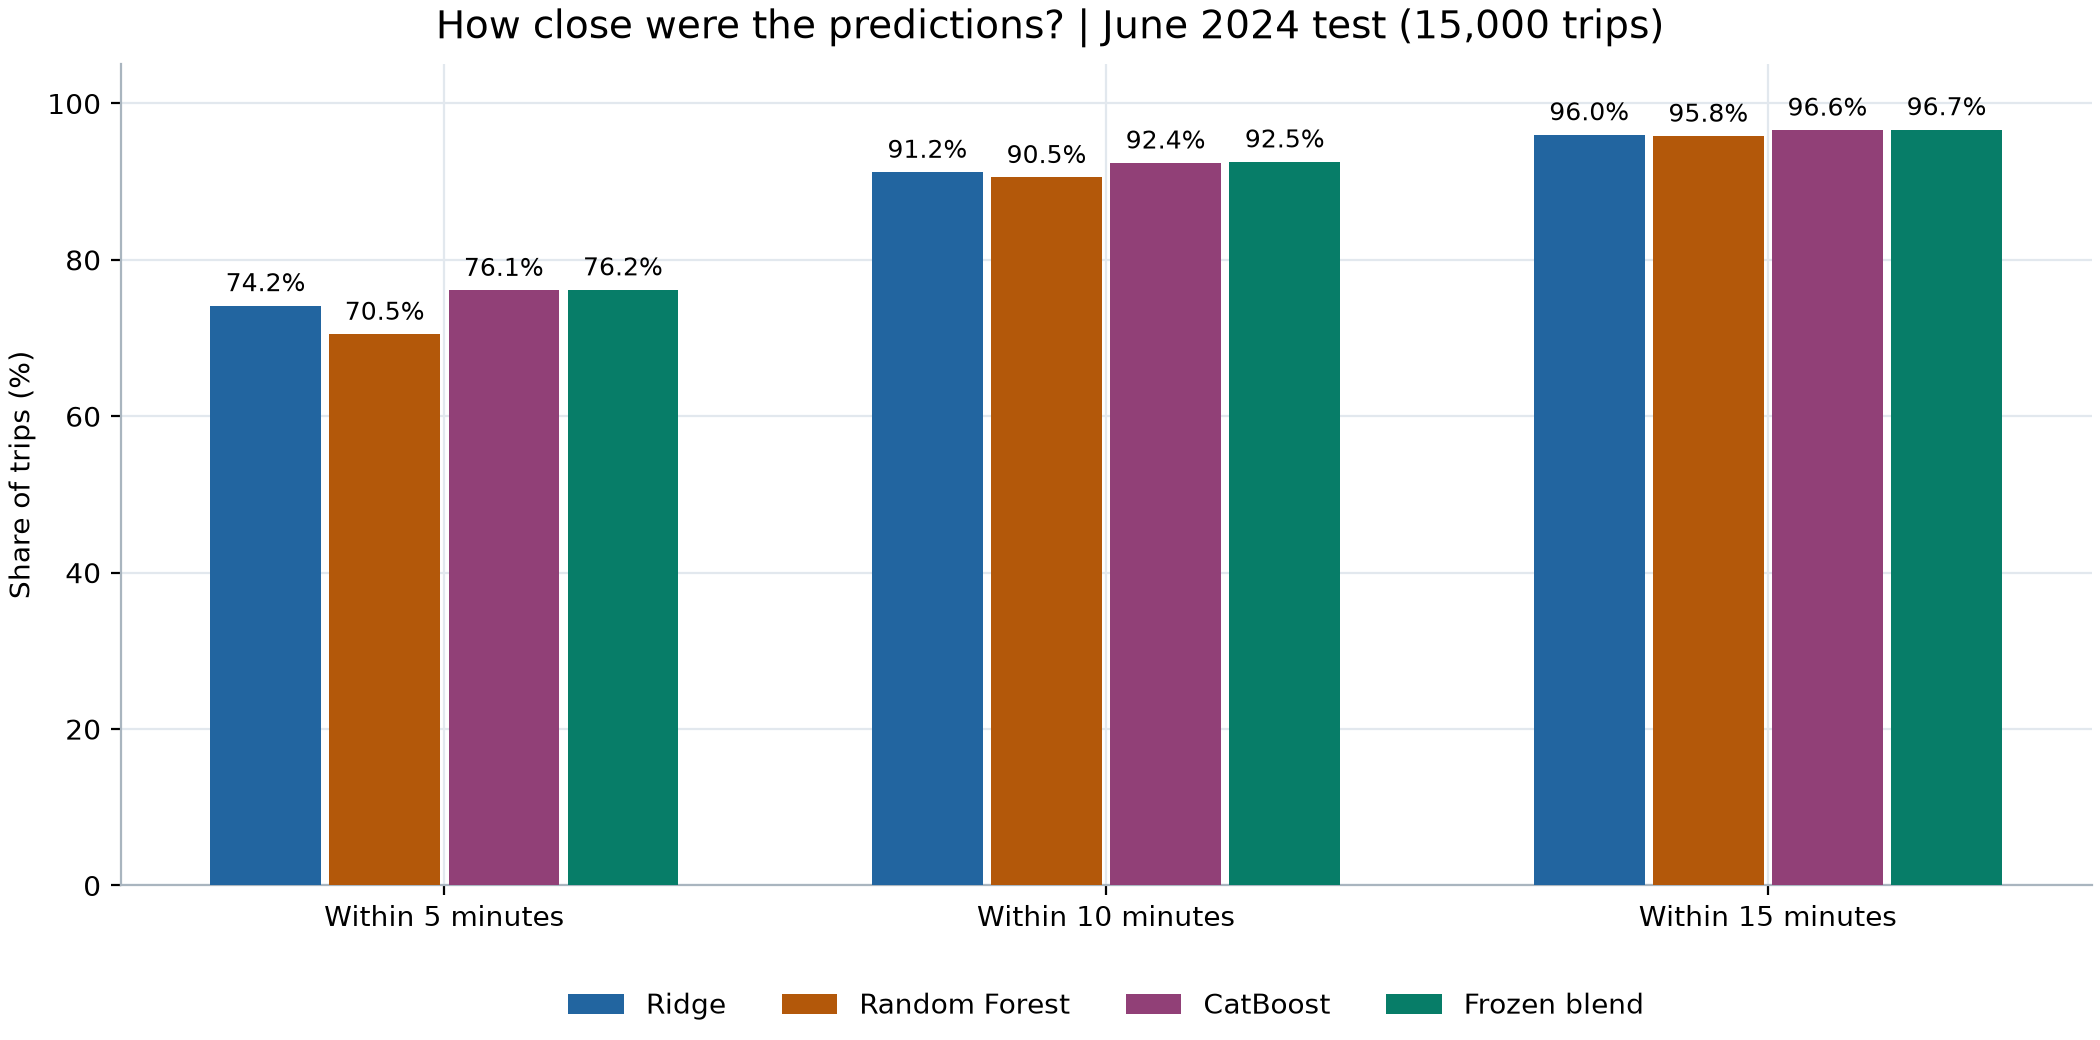 How close were the predictions? | June 2024 test (15,000 trips)
Share of trips (%)
100
80
60
40
20
0
74.2%
70.5%
76.1%
76.2%
91.2%
90.5%
92.4%
92.5%
96.0%
95.8%
96.6%
96.7%
Within 5 minutes
Within 10 minutes
Within 15 minutes
Ridge
Random Forest
CatBoost
Frozen blend